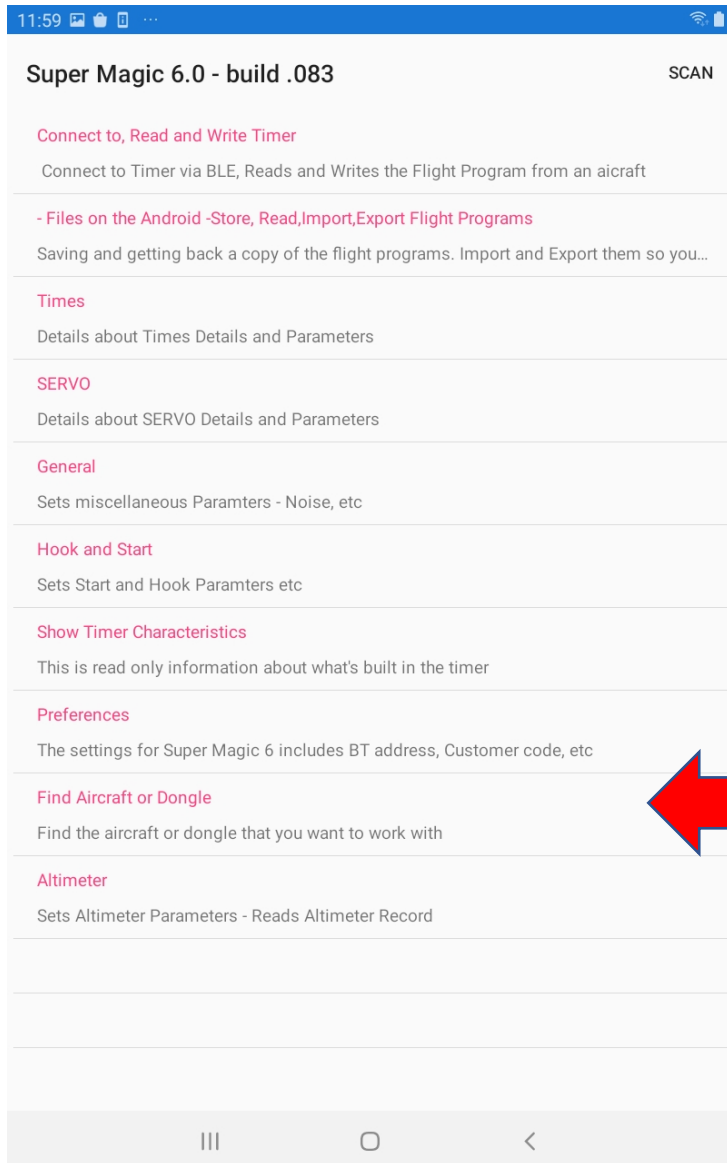 11:59 ...
Super Magic 6.0 - build .083 SCAN
Connect to, Read and Write Timer
Connect to Timer via BLE, Reads and Writes the Flight Program from an aicraft
- Files on the Android -Store, Read,Import,Export Flight Programs
Saving and getting back a copy of the flight programs. Import and Export them so you...
Times
Details about Times Details and Parameters
SERVO
Details about SERVO Details and Parameters
General
Sets miscellaneous Paramters - Noise, etc
Hook and Start
Sets Start and Hook Paramters etc
Show Timer Characteristics
This is read only information about what's built in the timer
Preferences
The settings for Super Magic 6 includes BT address, Customer code, etc
Find Aircraft or Dongle
Find the aircraft or dongle that you want to work with
Altimeter
Sets Altimeter Parameters - Reads Altimeter Record